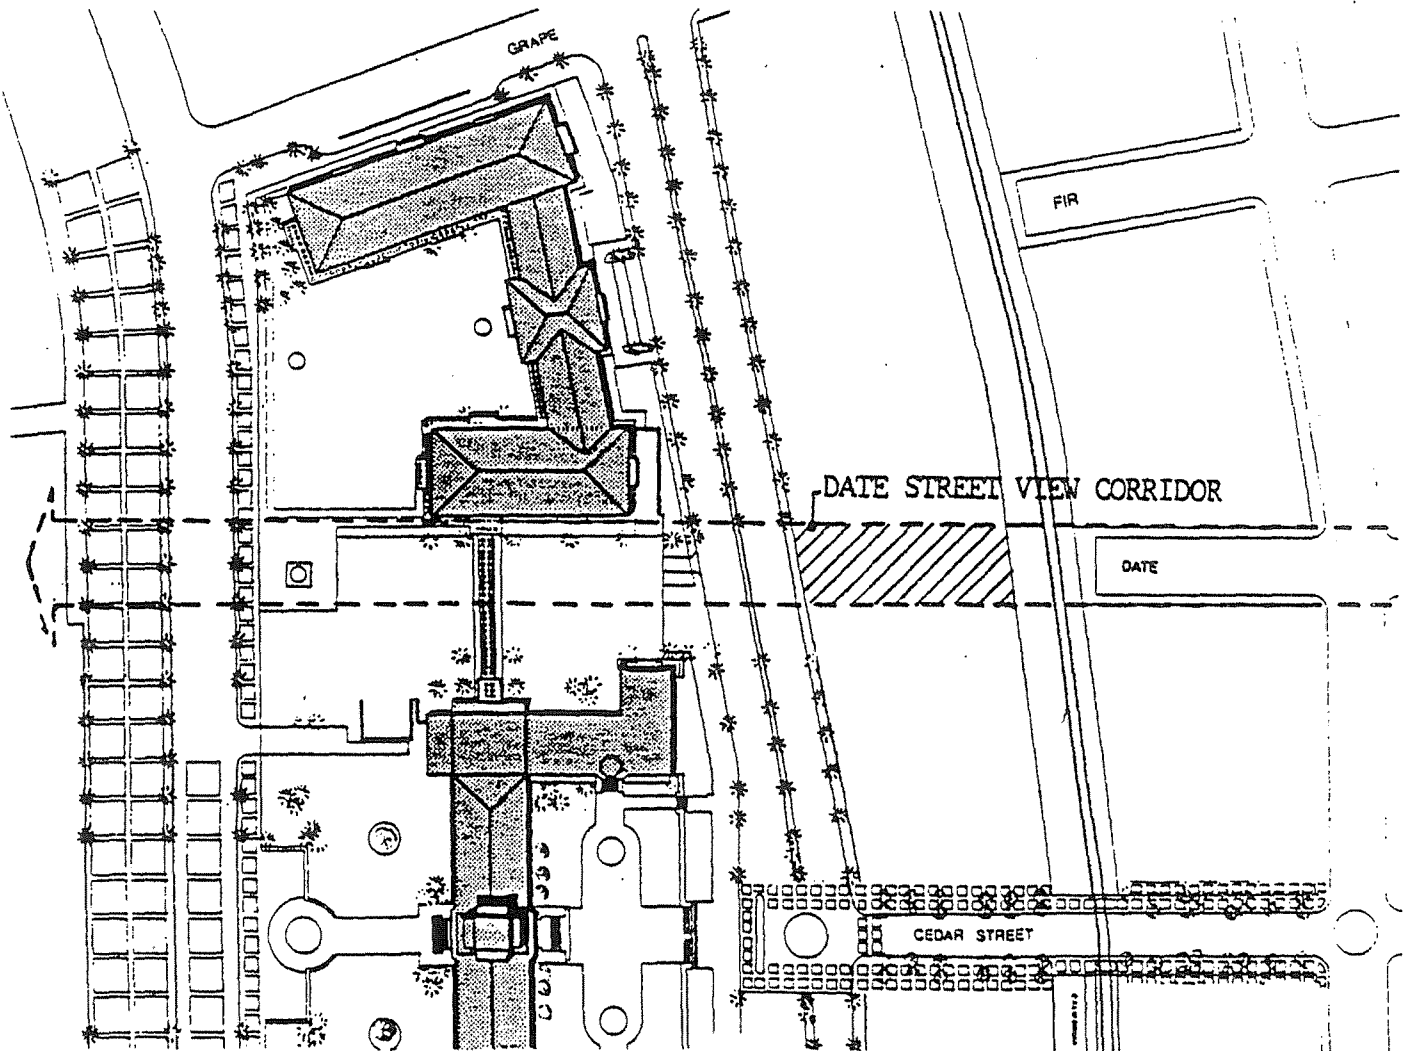 GRAPE
FIR
DATE STREET VIEW CORRIDOR
DATE
CEDAR STREET